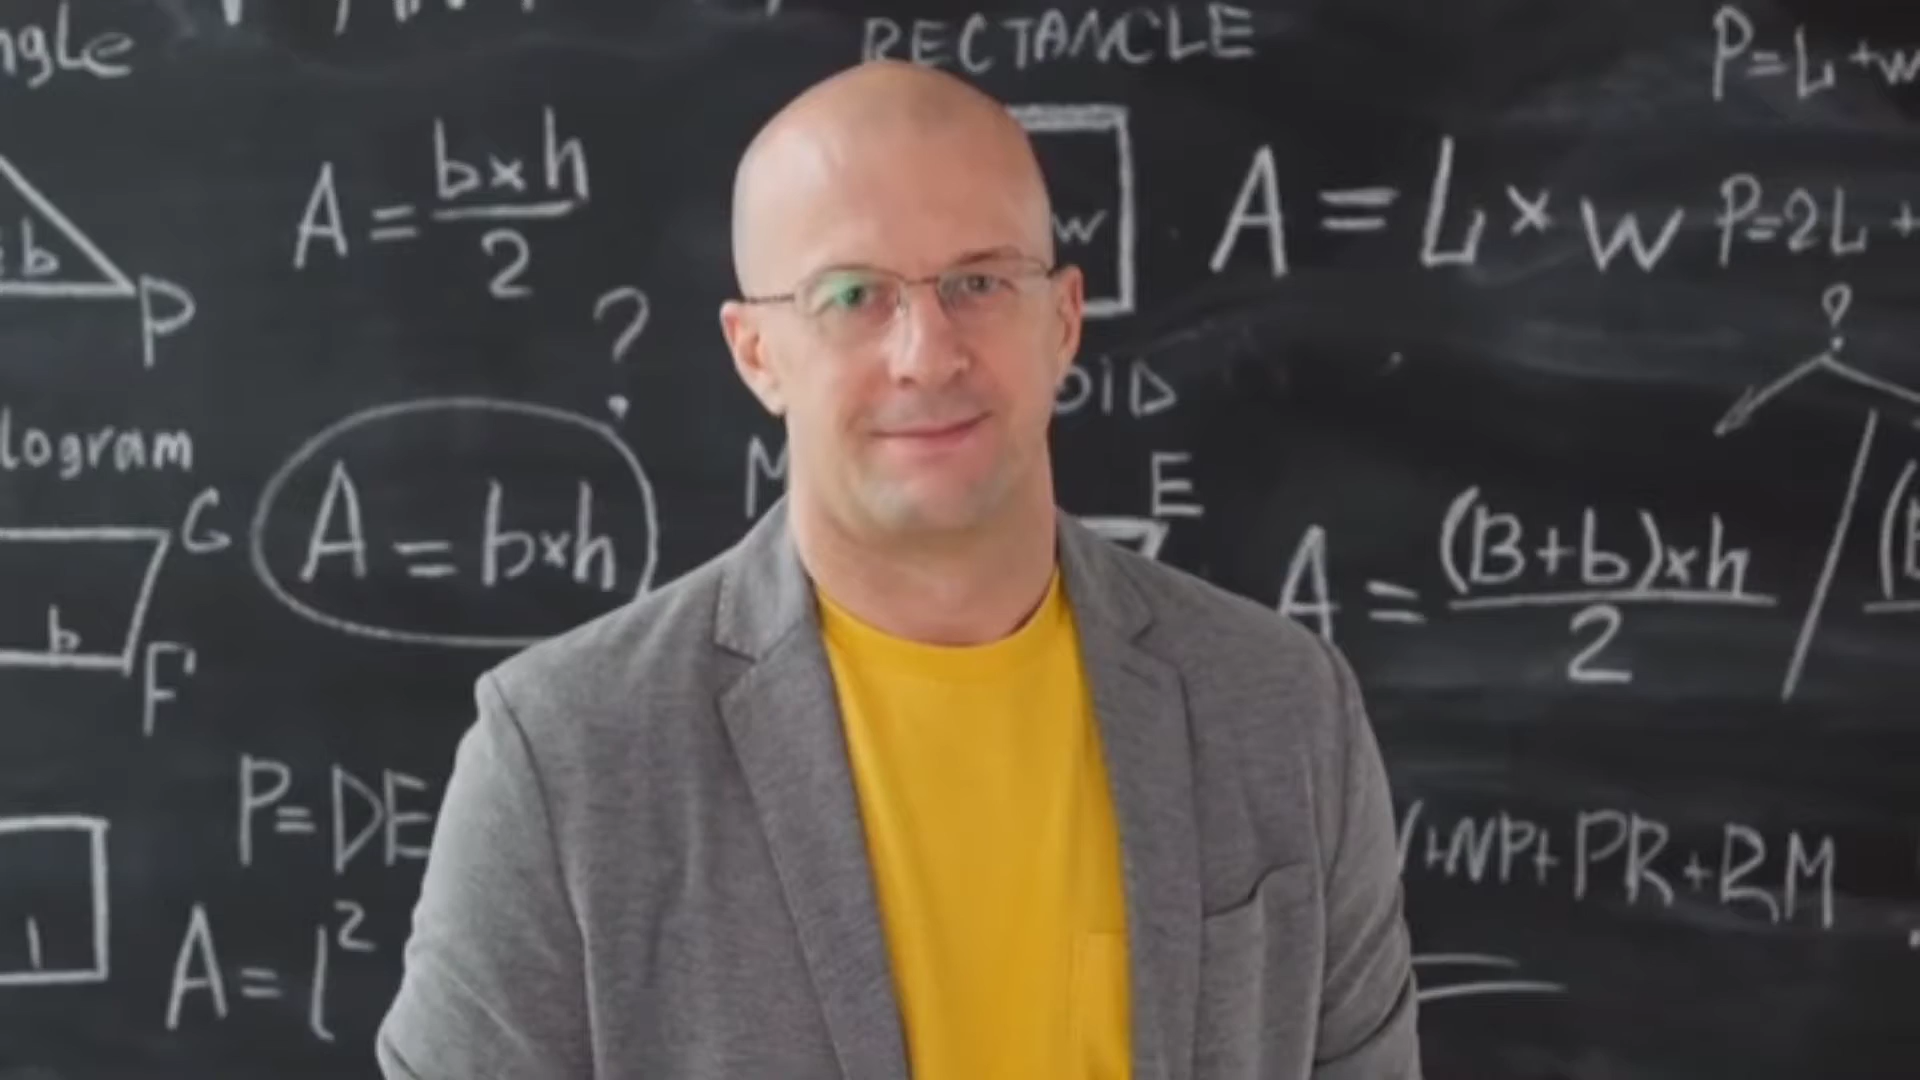 ngle
RECTANGLE
P=L+w
A = b×h
2
w
A = L×w
P=2L +
b
P
?
?
OID
logram
M
E
G
A = b×h
A = (B+b)×h
2
b
F
P=DE
+NP+PR+RM
l
A = l²